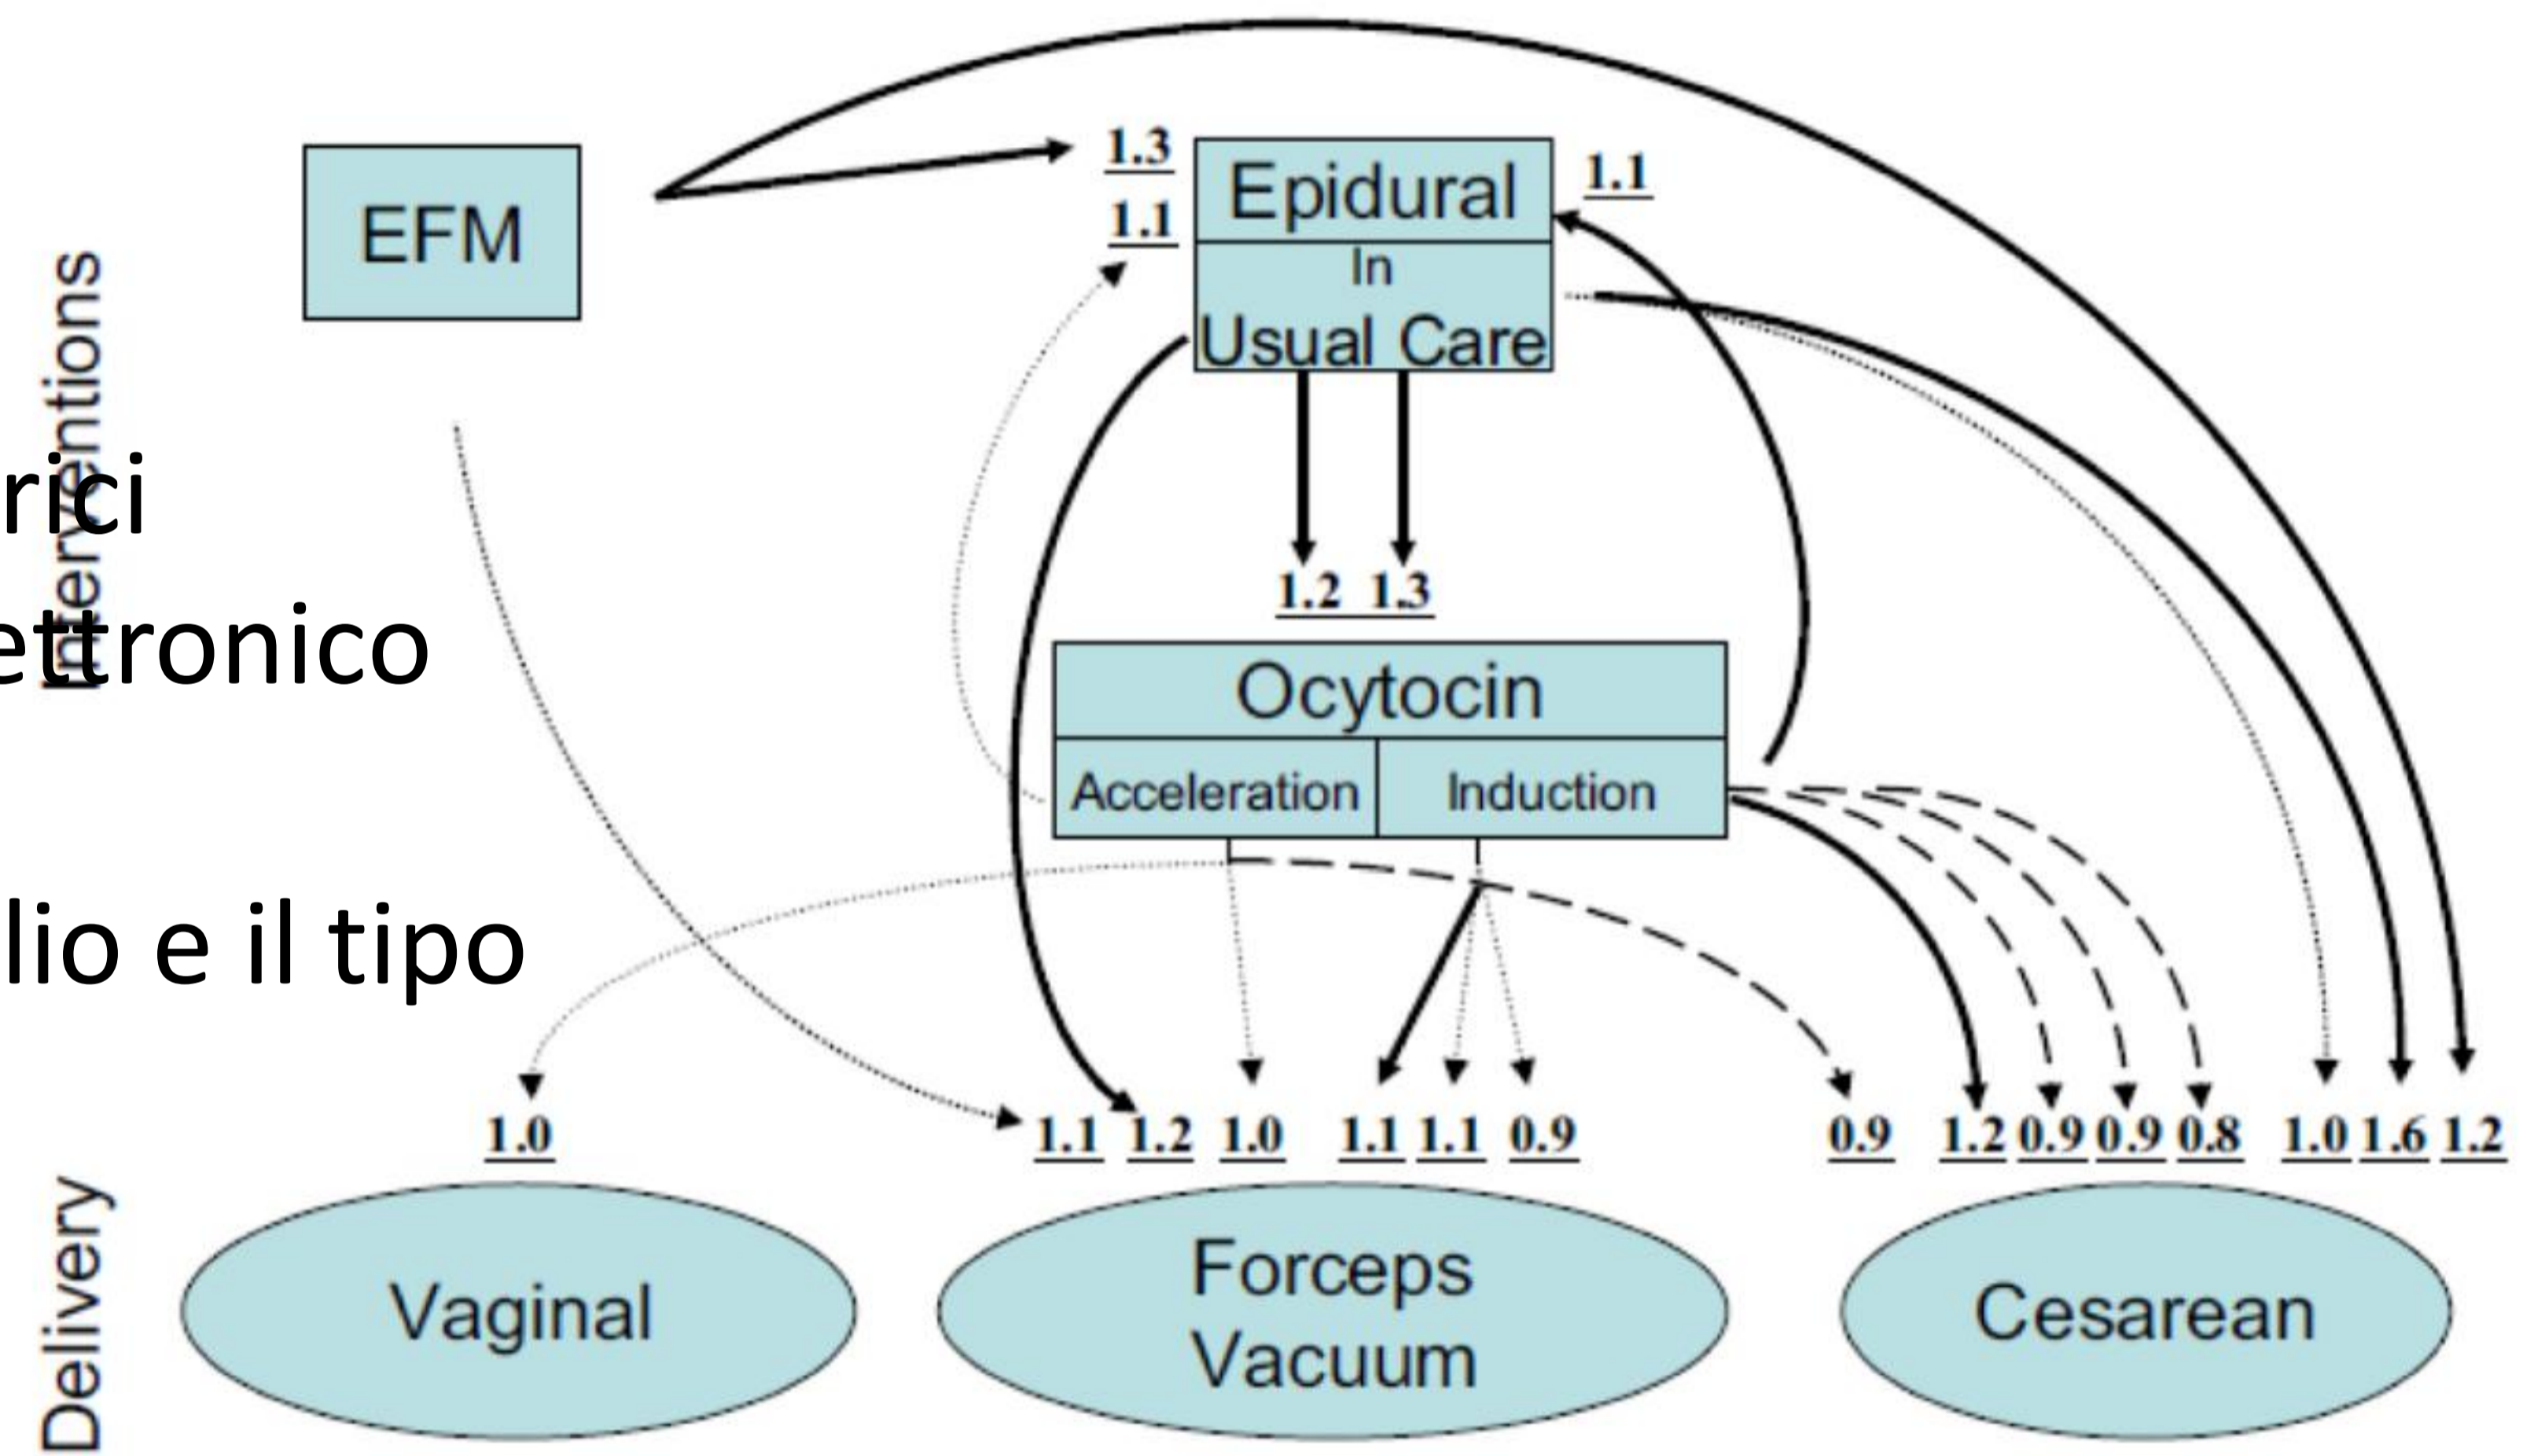 Interventions
rici
ettronico
lio e il tipo
EFM
1.3
1.1
Epidural
In
Usual Care
1.1
1.2 1.3
Ocytocin
Acceleration Induction
1.0 1.1 1.2 1.0 1.1 1.1 0.9 0.9 1.2 0.9 0.9 0.8 1.0 1.6 1.2
Delivery
Vaginal
Forceps
Vacuum
Cesarean